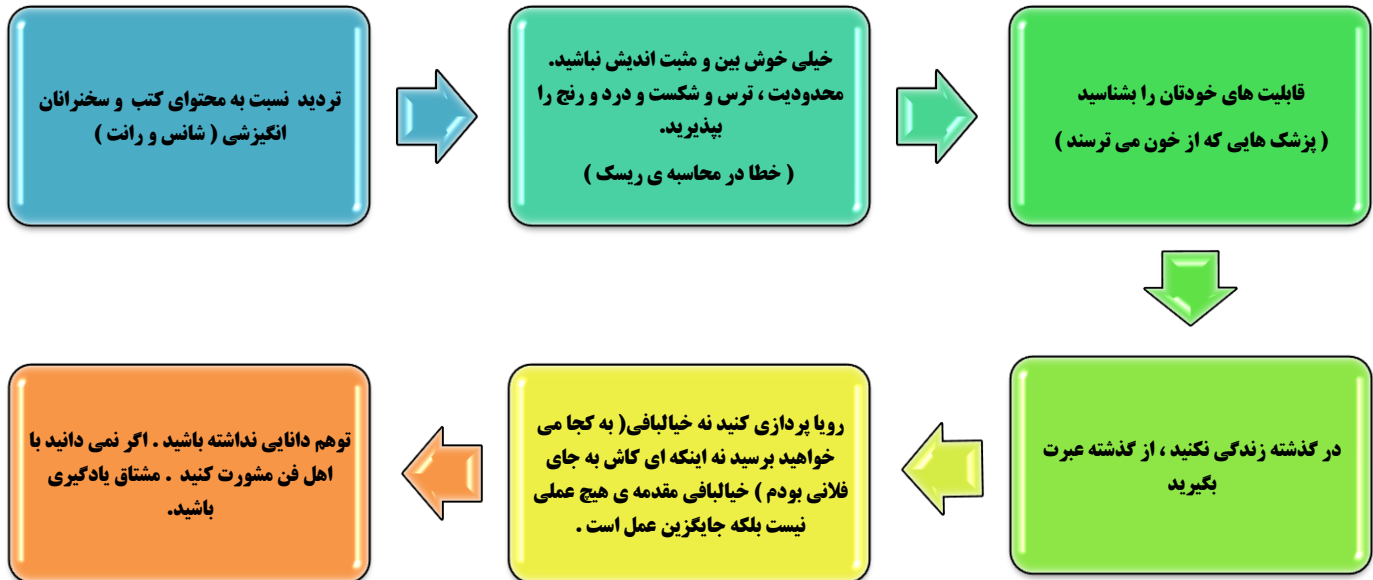 تردید نسبت به محتوای کتب و سخنرانان
انگیزشی ( شانس و رانت )
خیلی خوش بین و مثبت اندیش نباشید.
محدودیت ، ترس و شکست و درد و رنج را
بپذیرید.
( خطا در محاسبه ی ریسک )
قابلیت های خودتان را بشناسید
( پزشک هایی که از خون می ترسند )
در گذشته زندگی نکنید ، از گذشته عبرت
بگیرید
رویا پردازی کنید نه خیالبافی( به کجا می
خواهید برسید نه اینکه ای کاش به جای
فلانی بودم ) خیالبافی مقدمه ی هیچ عملی
نیست بلکه جایگزین عمل است .
توهم دانایی نداشته باشید . اگر نمی دانید با
اهل فن مشورت کنید . مشتاق یادگیری
باشید.